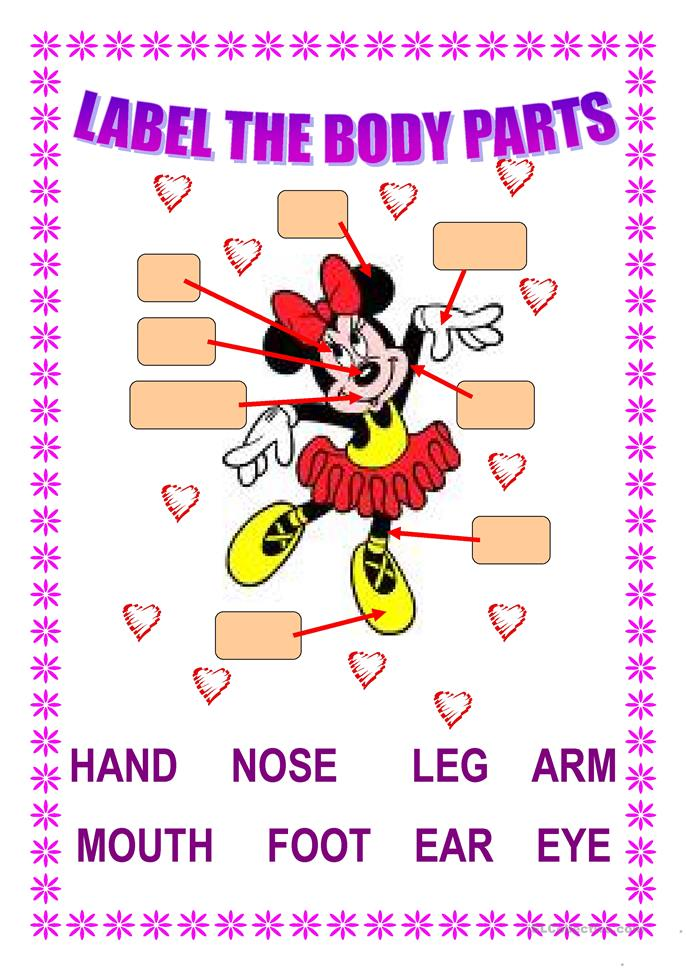 LABEL THE BODY PARTS
HAND NOSE LEG ARM
MOUTH FOOT EAR EYE